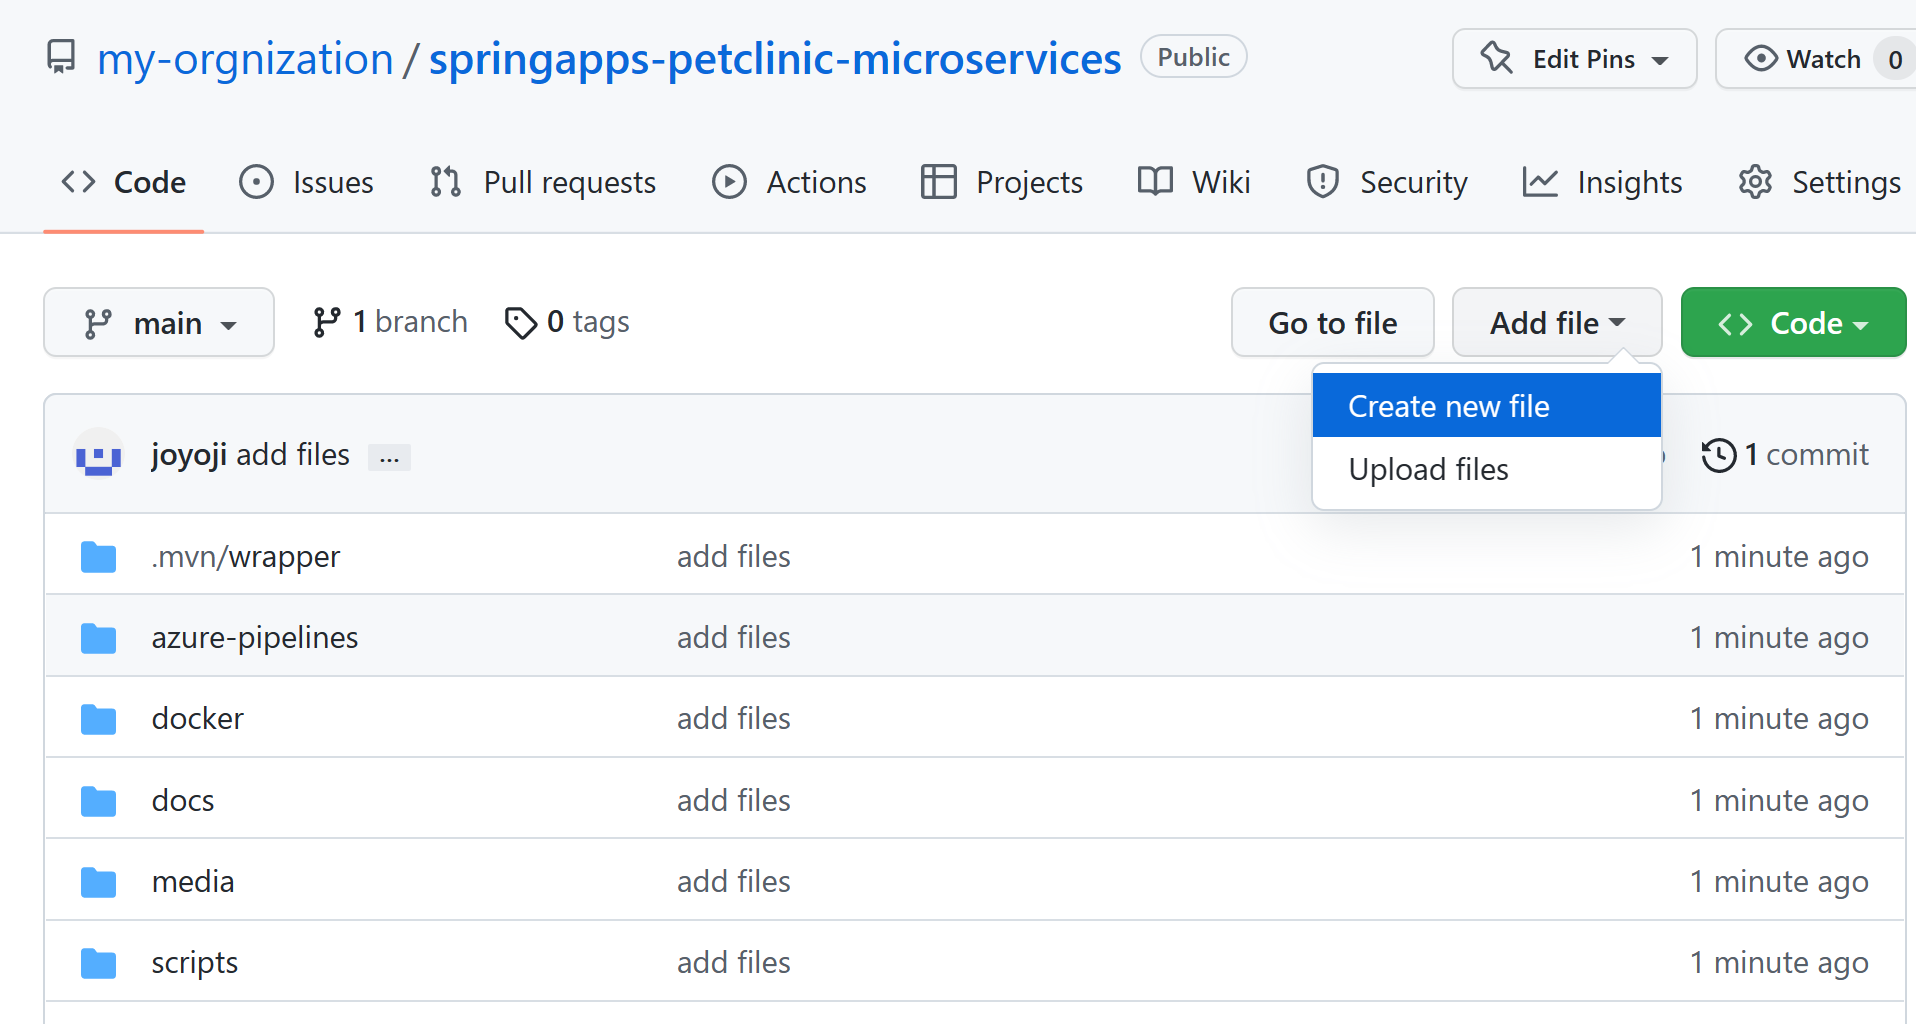 my-orgnization / springapps-petclinic-microservices Public Edit Pins Watch 0
Code Issues Pull requests Actions Projects Wiki Security Insights Settings
main 1 branch 0 tags Go to file Add file Code
Create new file
Upload files
joyoji add files ... 1 commit
.mvn/wrapper add files 1 minute ago
azure-pipelines add files 1 minute ago
docker add files 1 minute ago
docs add files 1 minute ago
media add files 1 minute ago
scripts add files 1 minute ago